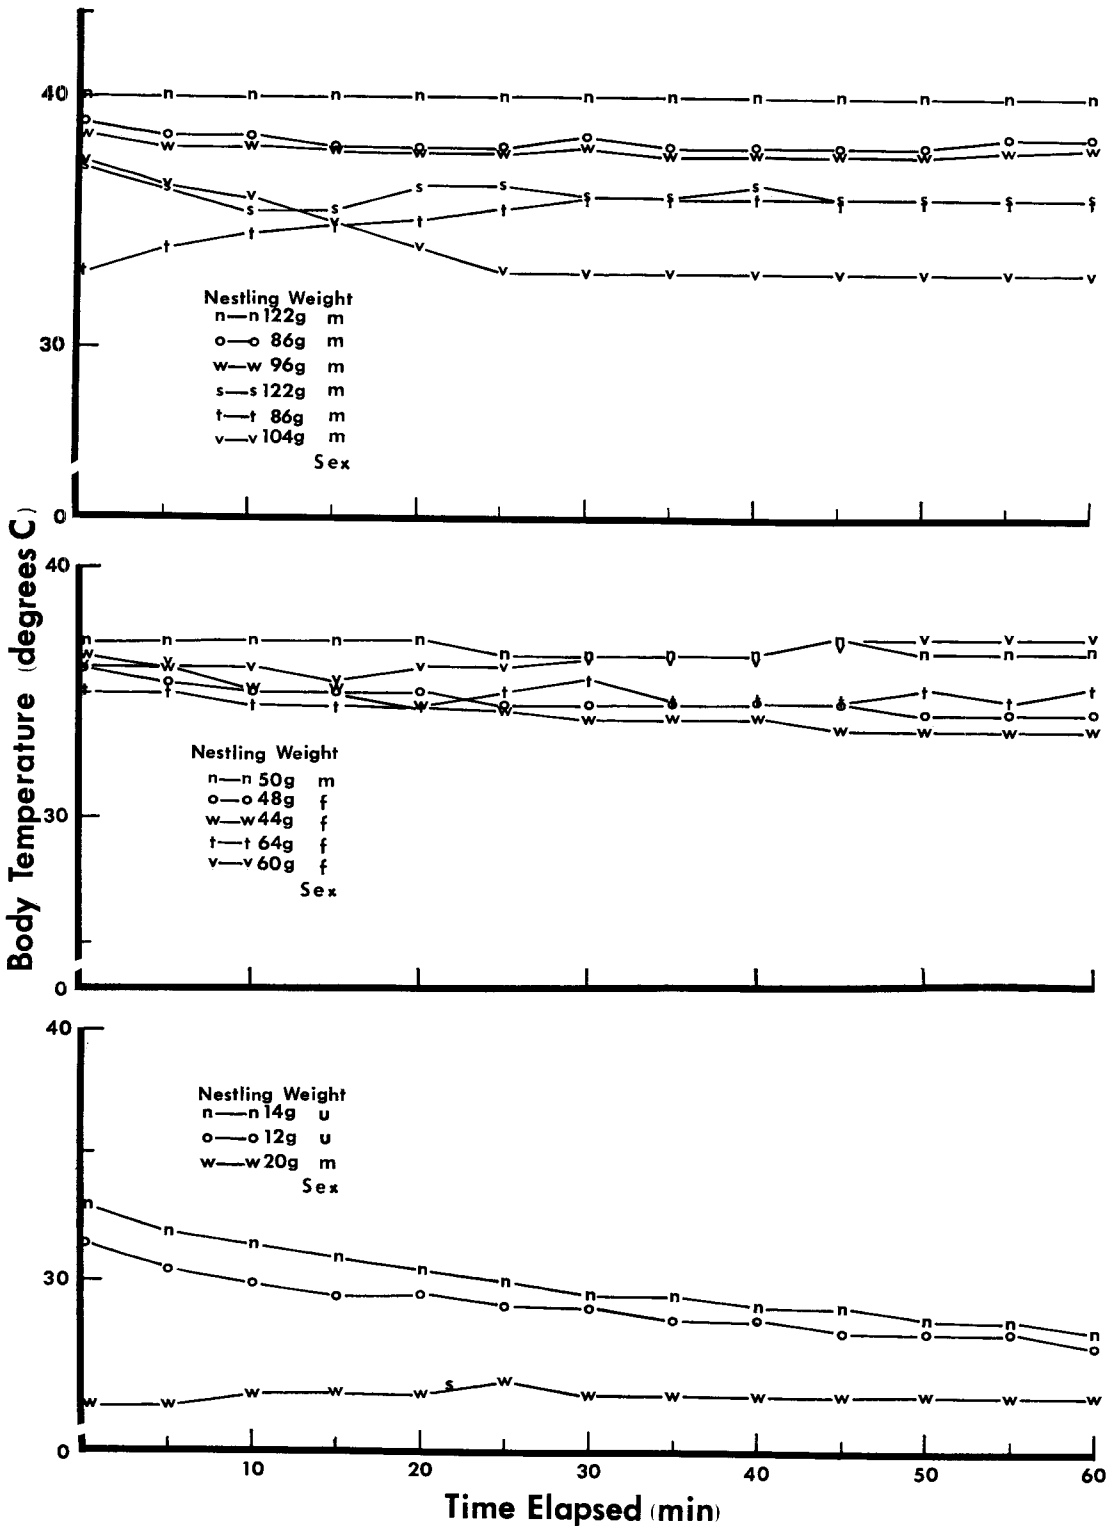 40
30
0
Nestling Weight
n—n 122g m
o—o 86g m
w—w 96g m
s—s 122g m
t—t 86g m
v—v 104g m
Sex
Body Temperature (degrees C)
40
30
0
Nestling Weight
n—n 50g m
o—o 48g f
w—w 44g f
t—t 64g f
v—v 60g f
Sex
40
30
0
Nestling Weight
n—n 14g u
o—o 12g u
w—w 20g m
Sex
s
10 20 30 40 50 60
Time Elapsed (min)